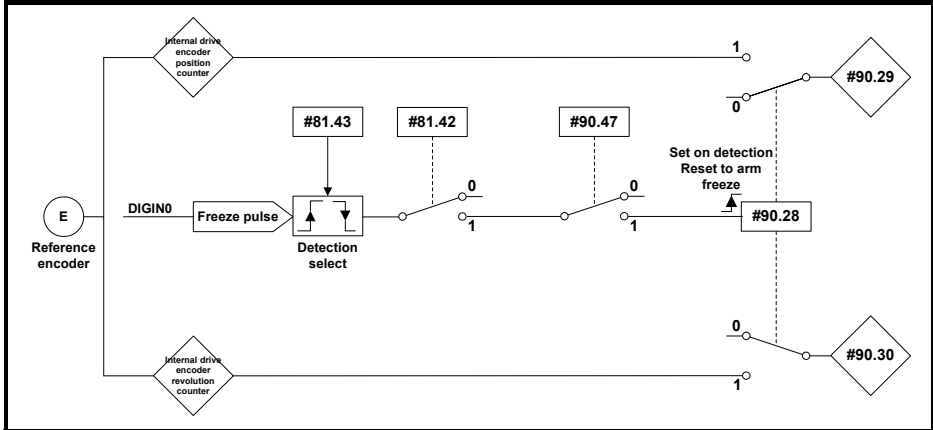 Internal drive
encoder
position
counter
1
#90.29
0
#81.43
#81.42
#90.47
Set on detection
Reset to arm
freeze
0
0
E
DIGIN0
Freeze pulse
#90.28
1
1
Reference
encoder
Detection
select
0
Internal drive
encoder
revolution
counter
#90.30
1